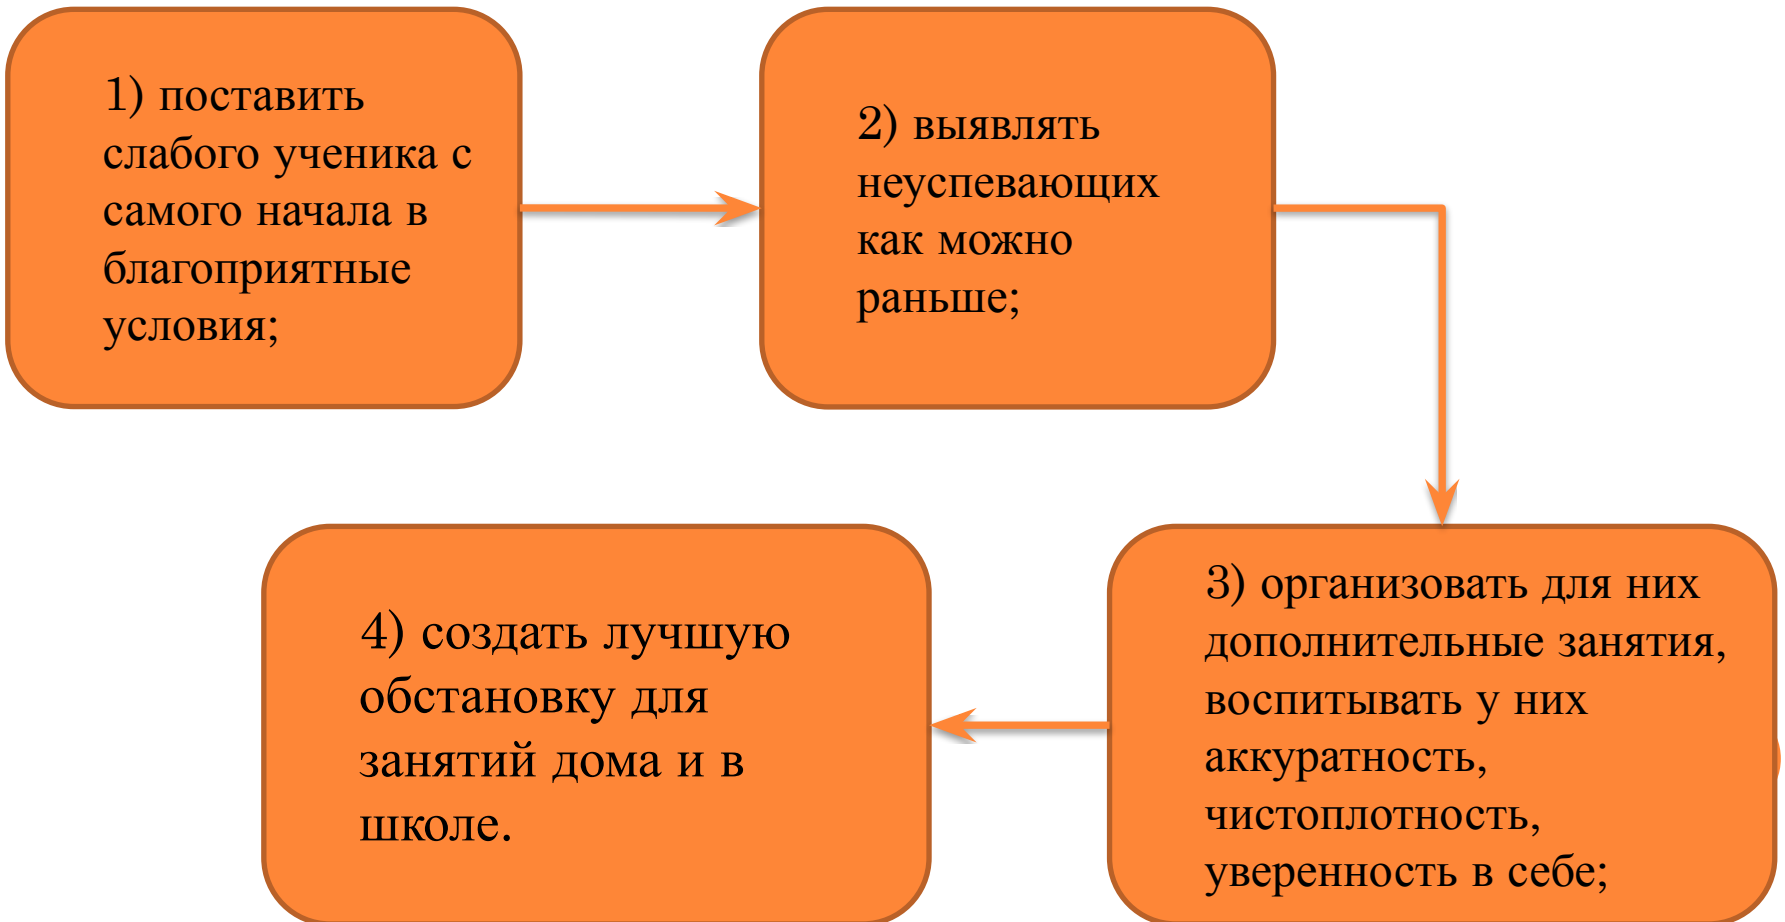 1) поставить
слабого ученика с
самого начала в
благоприятные
условия;
2) выявлять
неуспевающих
как можно
раньше;
3) организовать для них
дополнительные занятия,
воспитывать у них
аккуратность,
чистоплотность,
уверенность в себе;
4) создать лучшую
обстановку для
занятий дома и в
школе.